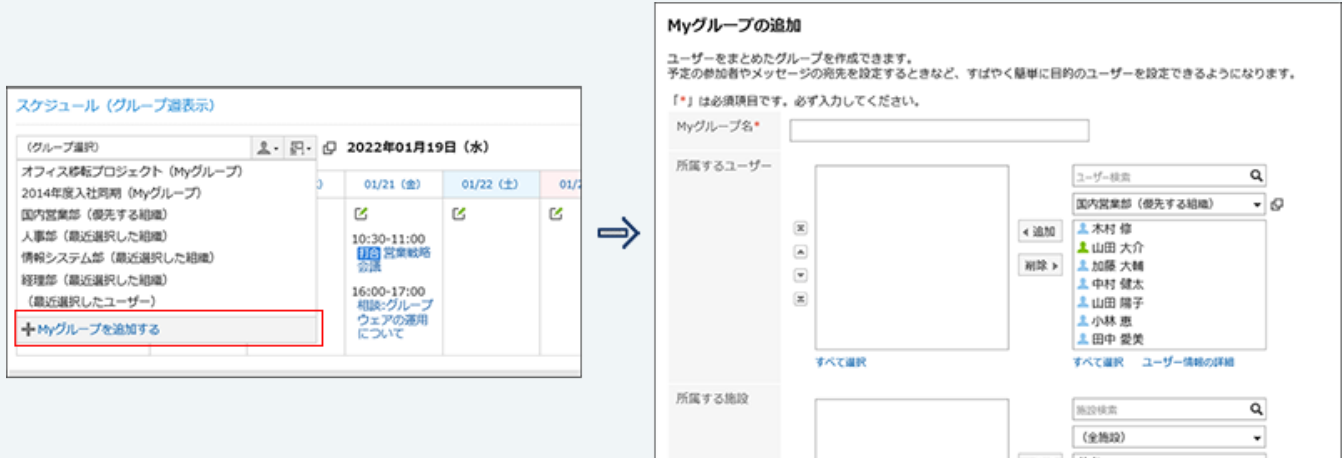 スケジュール（グループ週表示）
（グループ選択）
2022年01月19日（水）
オフィス移転プロジェクト（Myグループ）
2014年度入社同期（Myグループ）
国内営業部（優先する組織）
人事部（最近選択した組織）
情報システム部（最近選択した組織）
経理部（最近選択した組織）
（最近選択したユーザー）
Myグループを追加する
01/21（金）
01/22（土）
10:30-11:00
打合 営業戦略
会議
16:00-17:00
相談:グループ
ウェアの運用
について
Myグループの追加
ユーザーをまとめたグループを作成できます。
予定の参加者やメッセージの宛先を設定するときなど、すばやく簡単に目的のユーザーを設定できるようになります。
「*」は必須項目です。必ず入力してください。
Myグループ名*
所属するユーザー
ユーザー検索
国内営業部（優先する組織）
追加
削除
木村 修
山田 大介
加藤 大輔
中村 健太
山田 陽子
小林 恵
田中 愛美
すべて選択
すべて選択 ユーザー情報の詳細
所属する施設
施設検索
（全施設）